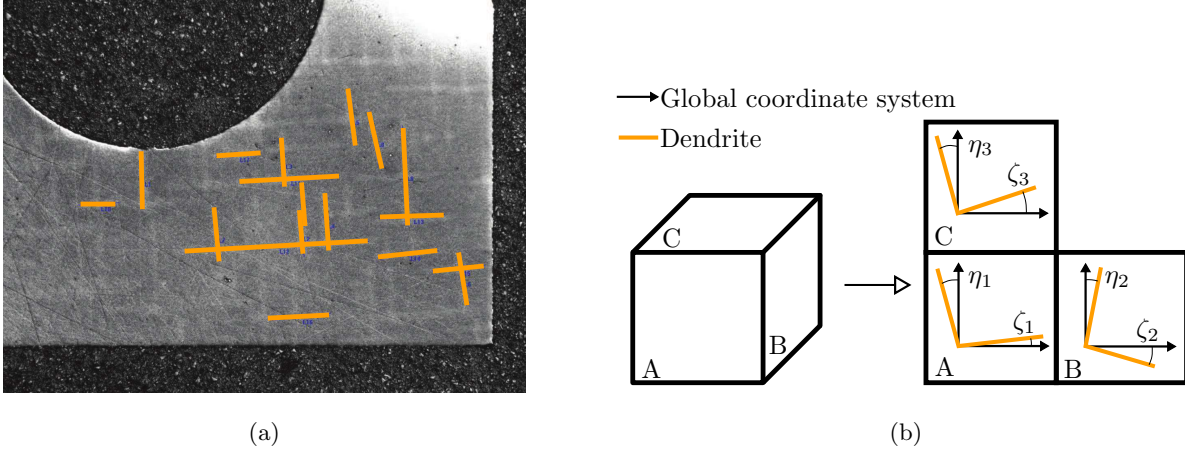 Global coordinate system
Dendrite
C
A
B
η₃
ζ₃
C
η₁
ζ₁
A
η₂
ζ₂
B
(a)
(b)